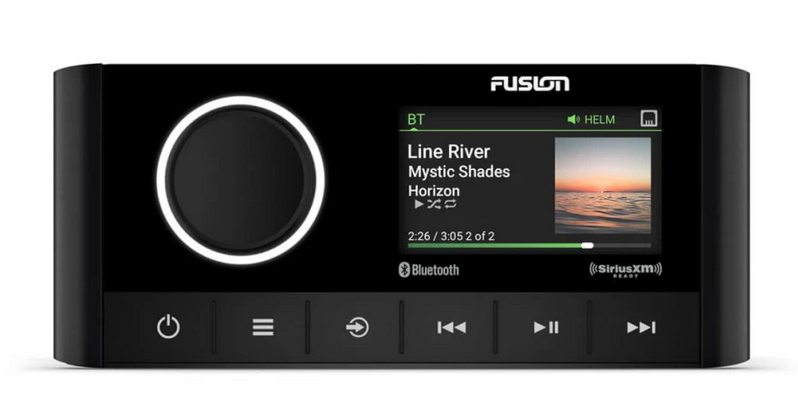 FUSION
BT HELM
Line River
Mystic Shades
Horizon
2:26 / 3:05 2 of 2
Bluetooth
((SiriusXM))
READY